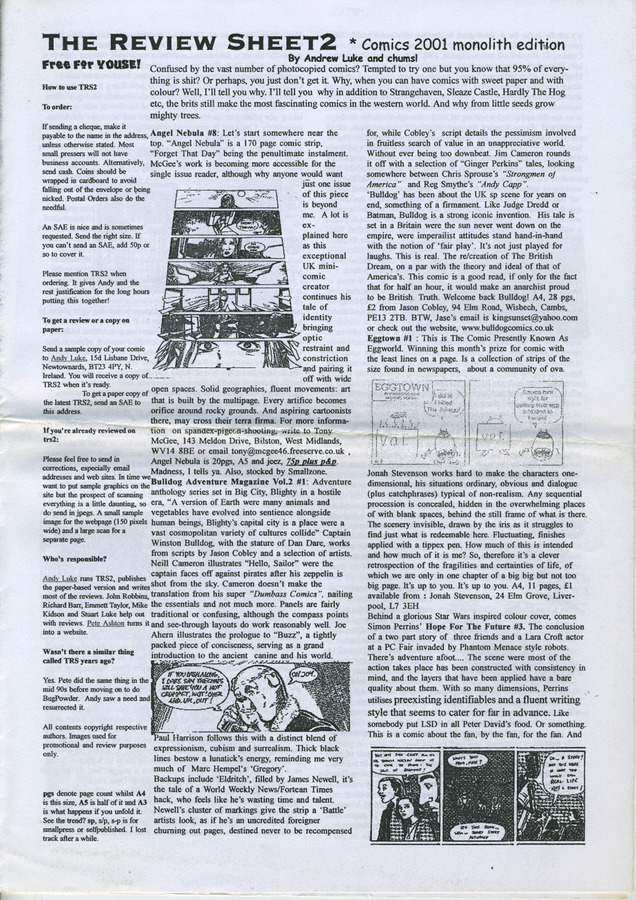 THE REVIEW SHEET2 * Comics 2001 monolith edition
By Andrew Luke and chums!
Free For YOUSE!
Confused by the vast number of photocopied comics? Tempted to try one but you know that 95% of every-
thing is shit? Or perhaps, you just don't get it. Why, when you can have comics with sweet paper and with
colour? Well, I'll tell you why. I'll tell you why in addition to Strangehaven, Sleaze Castle, Hardly The Hog
etc, the brits still make the most fascinating comics in the western world. And why from little seeds grow
mighty trees.
How to use TRS2
To order:
If sending a cheque, make it
payable to the name in the address,
unless otherwise stated. Most
small pressers will not have
business accounts. Alternatively,
send cash. Coins should be
wrapped in cardboard to avoid
falling out of the envelope or being
nicked. Postal Orders also do the
needful.
An SAE is nice and is sometimes
requested. Send the right size. If
you can't send an SAE, add 50p or
so to cover it.
Please mention TRS2 when
ordering. It gives Andy and the
rest justification for the long hours
putting this together!
To get a review or a copy on
paper:
Send a sample copy of your comic
to Andy Luke, 15d Lisbane Drive,
Newtownards, BT23 4PY, N.
Ireland. You will receive a copy of
TRS2 when it's ready.
To get a paper copy of
the latest TRS2, send an SAE to
this address.
If you're already reviewed on
trs2:
Please feel free to send in
corrections, especially email
addresses and web sites. In time we
want to put sample graphics on the
site but the prospect of scanning
everything is a little daunting, so
do send in jpegs. A small sample
image for the webpage (150 pixels
wide) and a large scan for a
separate page.
Who's responsible?
Andy Luke runs TRS2, publishes
the paper-based version and writes
most of the reviews. John Robbins,
Richard Barr, Emmett Taylor, Mike
Kidson and Stuart Luke help out
with reviews. Pete Ashton turns it
into a website.
Wasn't there a similar thing
called TRS years ago?
Yes. Pete did the same thing in the
mid 90s before moving on to do
BugPowder. Andy saw a need and
resurrected it.
All contents copyright respective
authors. Images used for
promotional and review purposes
only.
pgs denote page count whilst A4
is this size, A5 is half of it and A3
is what happens if you unfold it.
See the trend? sp, s/p, s-p is for
smallpress or selfpublished. I lost
track after a while.
Angel Nebula #8: Let's start somewhere near the
top. "Angel Nebula" is a 170 page comic strip,
"Forget That Day" being the penultimate instalment.
McGee's work is becoming more accessible for the
single issue reader, although why anyone would want
just one issue
of this piece
is beyond
me. A lot is
ex-
plained here
as this
exceptional
UK mini-
comic
creator
continues his
tale of
identity
bringing
optic
restraint and
constriction
and pairing it
off with wide
open spaces. Solid geographies, fluent movements: art
that is built by the multipage. Every artifice becomes
orifice around rocky grounds. And aspiring cartoonists
there, may cross their terra firma. For more informa-
tion on spandex-pigeon-shooting, write to Tony
McGee, 143 Meldon Drive, Bilston, West Midlands,
WV14 8BE or email tony@mcgee46.freeserve.co.uk ,
Angel Nebula is 20pgs, A5 and joez, 75p plus p&p.
Madness, I tells ya. Also, stocked by Smallzone.
Bulldog Adventure Magazine Vol.2 #1: Adventure
anthology series set in Big City, Blighty in a hostile
era, "A version of Earth were many animals and
vegetables have evolved into sentience alongside
human beings, Blighty's capital city is a place were a
vast cosmopolitan variety of cultures collide" Captain
Winston Bulldog, with the stature of Dan Dare, works
from scripts by Jason Cobley and a selection of artists.
Neill Cameron illustrates "Hello, Sailor" were the
captain faces off against pirates after his zeppelin is
shot from the sky. Cameron doesn't make the
translation from his super "Dumbass Comics", nailing
the essentials and not much more. Panels are fairly
traditional or confusing, although the compass points
and see-through layouts do work reasonably well. Joe
Ahern illustrates the prologue to "Buzz", a tightly
packed piece of conciseness, serving as a grand
introduction to the ancient canine and his world.
Paul Harrison follows this with a distinct blend of
expressionism, cubism and surrealism. Thick black
lines bestow a lunatick's energy, reminding me very
much of Marc Hempel's 'Gregory'.
Backups include 'Eldritch', filled by James Newell, it's
the tale of a World Weekly News/Fortean Times
hack, who feels like he's wasting time and talent.
Newell's cluster of markings give the strip a 'Battle'
artists look, as if he's an uncredited foreigner
churning out pages, destined never to be recompensed
for, while Cobley's script details the pessimism involved
in fruitless search of value in an unappreciative world.
Without ever being too downbeat. Jim Cameron rounds
it off with a selection of "Ginger Perkins" tales, looking
somewhere between Chris Sprouse's "Strongmen of
America" and Reg Smythe's "Andy Capp".
'Bulldog' has been about the UK sp scene for years on
end, something of a firmament. Like Judge Dredd or
Batman, Bulldog is a strong iconic invention. His tale is
set in a Britain were the sun never went down on the
empire, were imperialist attitudes stand hand-in-hand
with the notion of 'fair play'. It's not just played for
laughs. This is real. The re/creation of The British
Dream, on a par with the theory and ideal of that of
America's. This comic is a good read, if only for the fact
that for half an hour, it would make an anarchist proud
to be British. Truth. Welcome back Bulldog! A4, 28 pgs,
£2 from Jason Cobley, 94 Elm Road, Wisbech, Cambs,
PE13 2TB. BTW, Jase's email is kingsunset@yahoo.com
or check out the website, www.bulldogcomics.co.uk
Eggtown #1 : This is The Comic Presently Known As
Eggworld. Winning this month's prize for comic with
the least lines on a page. Is a collection of strips of the
size found in newspapers, about a community of ova.
EGGTOWN
Jonah Stevenson works hard to make the characters one-
dimensional, his situations ordinary, obvious and dialogue
(plus catchphrases) typical of non-realism. Any sequential
procession is concealed, hidden in the overwhelming places
of with blank spaces, behind the still frame of what is there.
The scenery invisible, drawn by the iris as it struggles to
find just what is redeemable here. Fluctuating, finishes
applied with a tippex pen. How much of this is intended
and how much of it is me? So, therefore it's a clever
retrospection of the fragilities and certainties of life, of
which we are only in one chapter of a big big but not too
big page. It's up to you. It's up to you. A4, 11 pages, £1
available from : Jonah Stevenson, 24 Elm Grove, Liver-
pool, L7 3EH
Behind a glorious Star Wars inspired colour cover, comes
Simon Perrins' Hope For The Future #3. The conclusion
of a two part story of three friends and a Lara Croft actor
at a PC Fair invaded by Phantom Menace style robots.
There's adventure afoot.... The scene were most of the
action takes place has been constructed with consistency in
mind, and the layers that have been applied have a bare
quality about them. With so many dimensions, Perrins
utilises preexisting identifiables and a fluent writing
style that seems to cater for far in advance. Like
somebody put LSD in all Peter David's food. Or something.
This is a comic about the fan, by the fan, for the fan. And